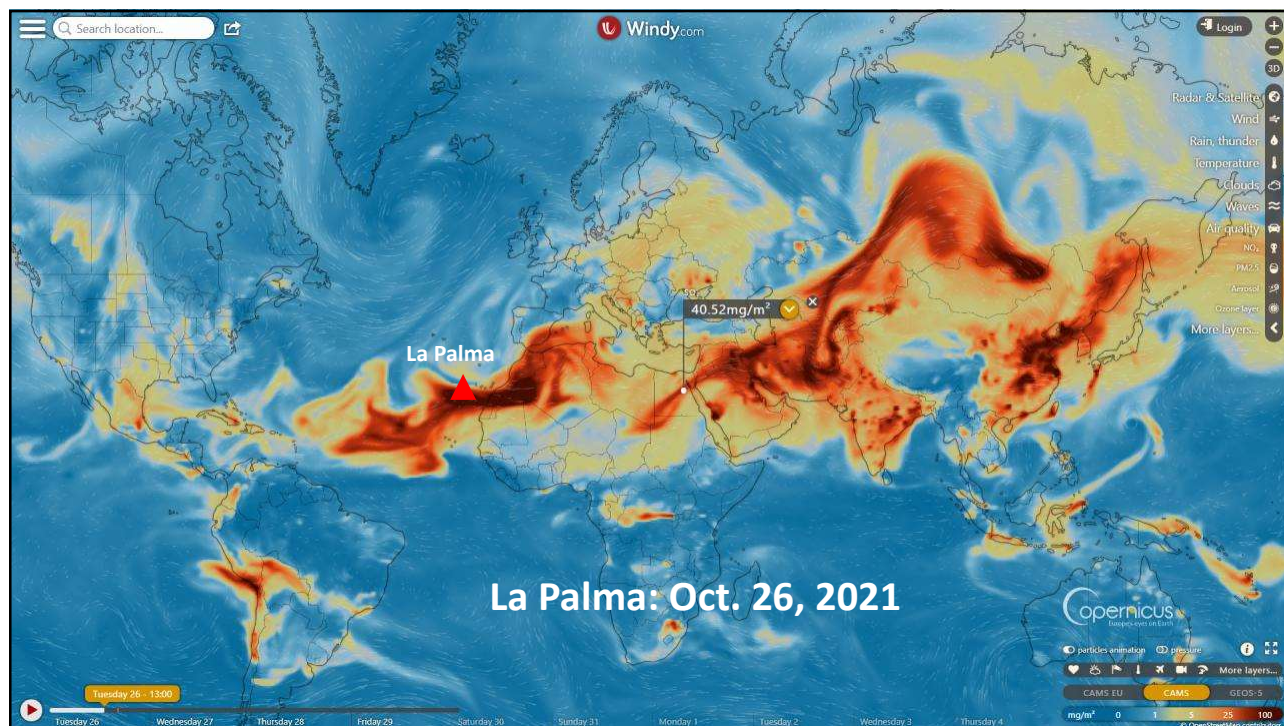 Search location...
Windy.com
Login
3D
Radar & Satellite
Wind
Rain, thunder
Temperature
Clouds
Waves
Air quality
NO₂
PM2.5
Aerosol
Ozone layer
More layers...
SO₂
40.52mg/m²
La Palma
La Palma: Oct. 26, 2021
Copernicus
Europe's eyes on Earth
particles animation pressure
More layers...
CAMS EU CAMS GEOS-5
mg/m² 0 5 25 100
Tuesday 26 - 13:00
Tuesday 26 Wednesday 27 Thursday 28 Friday 29 Saturday 30 Sunday 31 Monday 1 Tuesday 2 Wednesday 3 Thursday 4